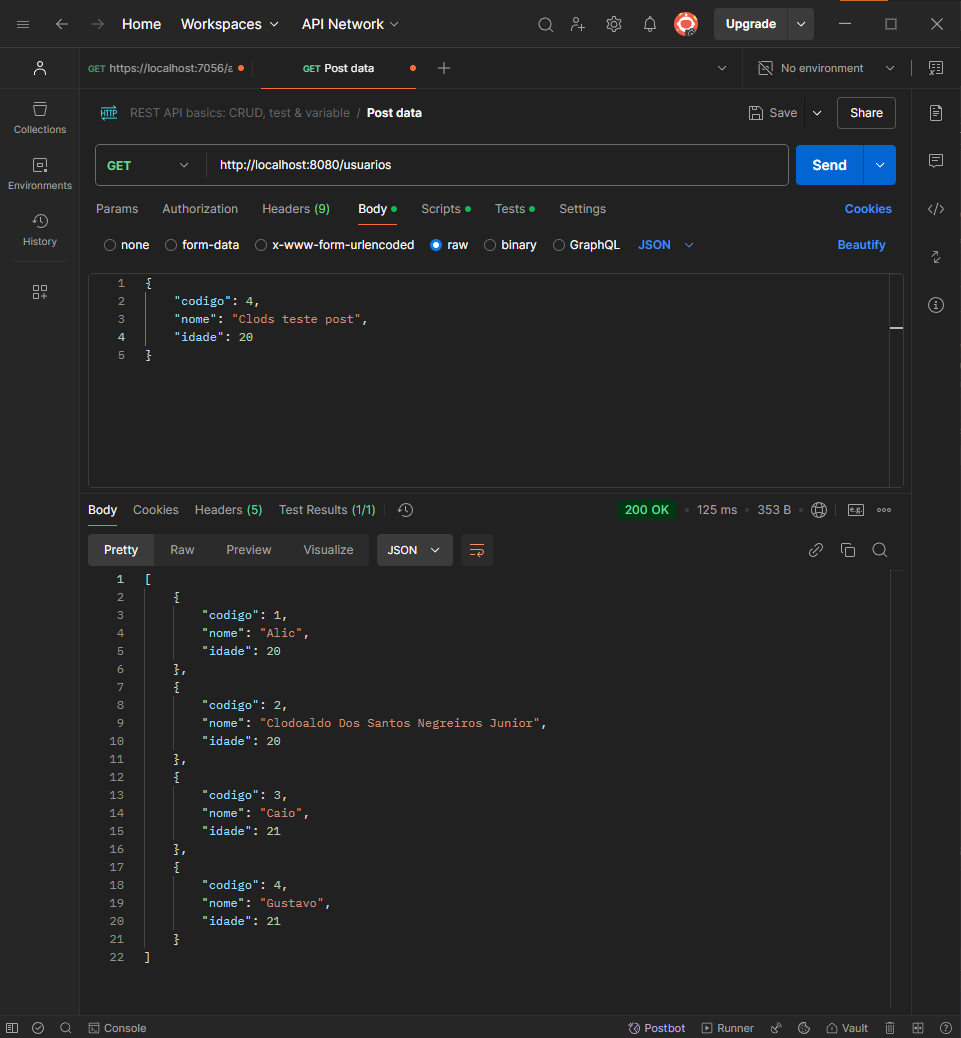 Home Workspaces API Network Upgrade
GET https://localhost:7056/a GET Post data No environment
REST API basics: CRUD, test & variable / Post data Save Share
Collections
Environments
History
GET http://localhost:8080/usuarios Send
Params Authorization Headers (9) Body Scripts Tests Settings Cookies
none form-data x-www-form-urlencoded raw binary GraphQL JSON Beautify
1 {
2 "codigo": 4,
3 "nome": "Clods teste post",
4 "idade": 20
5 }
Body Cookies Headers (5) Test Results (1/1) 200 OK 125 ms 353 B e.g.
Pretty Raw Preview Visualize JSON
1 [
2 {
3 "codigo": 1,
4 "nome": "Alic",
5 "idade": 20
6 },
7 {
8 "codigo": 2,
9 "nome": "Clodoaldo Dos Santos Negreiros Junior",
10 "idade": 20
11 },
12 {
13 "codigo": 3,
14 "nome": "Caio",
15 "idade": 21
16 },
17 {
18 "codigo": 4,
19 "nome": "Gustavo",
20 "idade": 21
21 }
22 ]
Console Postbot Runner Vault